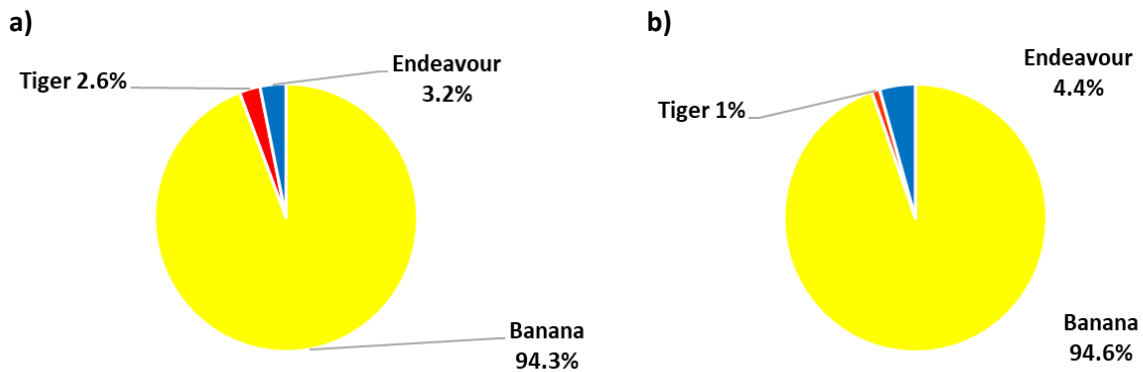 a)
Tiger 2.6%
Endeavour
3.2%
Banana
94.3%
b)
Tiger 1%
Endeavour
4.4%
Banana
94.6%